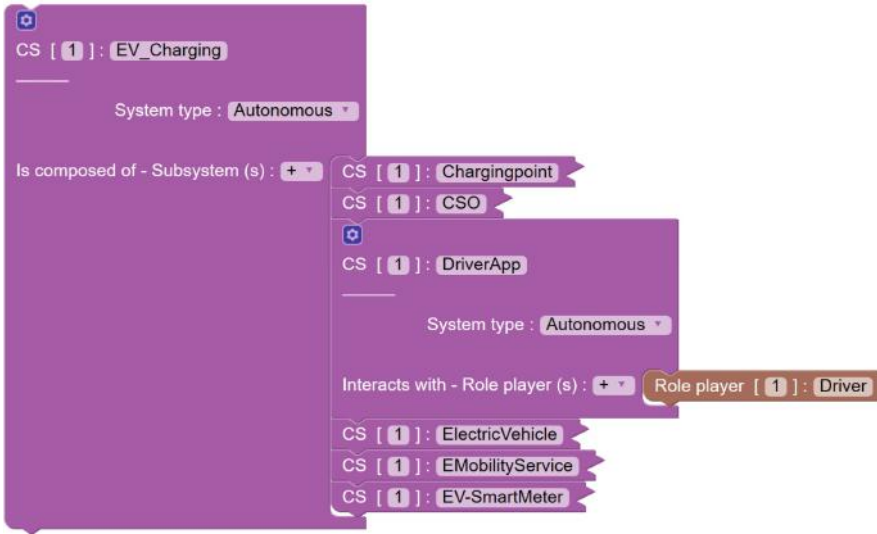 CS [ 1 ] : EV_Charging
System type : Autonomous
Is composed of - Subsystem (s) : + CS [ 1 ] : Chargingpoint
CS [ 1 ] : CSO
CS [ 1 ] : DriverApp
System type : Autonomous
Interacts with - Role player (s) : + Role player [ 1 ] : Driver
CS [ 1 ] : ElectricVehicle
CS [ 1 ] : EMobilityService
CS [ 1 ] : EV-SmartMeter